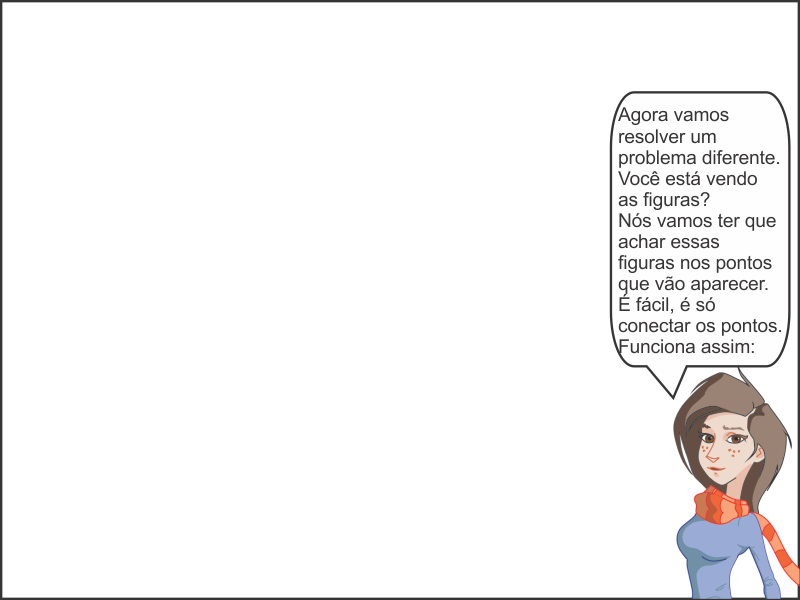 Agora vamos
resolver um
problema diferente.
Você está vendo
as figuras?
Nós vamos ter que
achar essas
figuras nos pontos
que vão aparecer.
É fácil, é só
conectar os pontos.
Funciona assim: